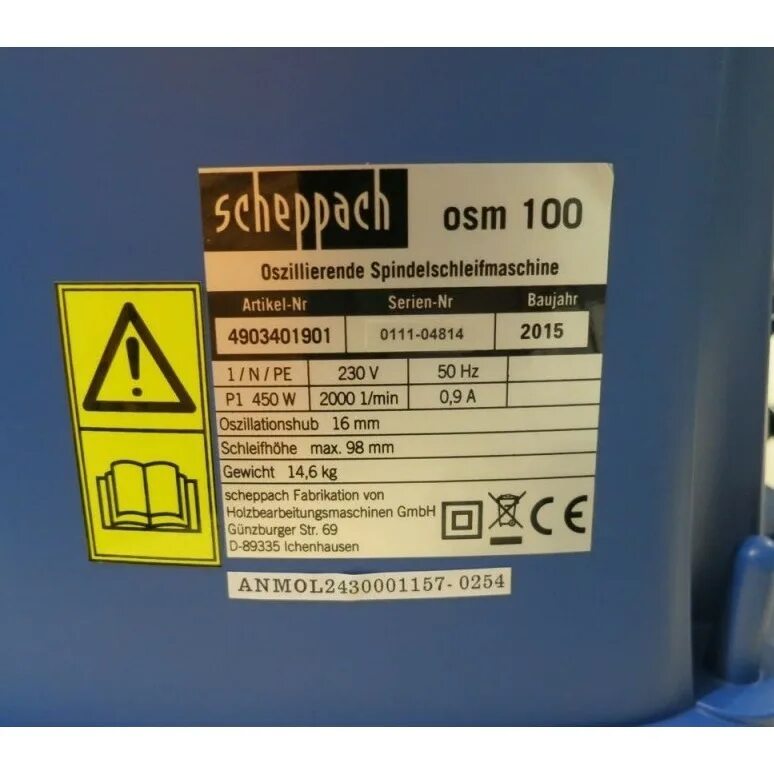 scheppach osm 100
Oszillierende Spindelschleifmaschine
Artikel-Nr Serien-Nr Baujahr
4903401901 0111-04814 2015
1/N/PE 230 V 50 Hz
P1 450 W 2000 1/min 0,9 A
Oszillationshub 16 mm
Schleifhöhe max. 98 mm
Gewicht 14,6 kg
scheppach Fabrikation von
Holzbearbeitungsmaschinen GmbH
Günzburger Str. 69
D-89335 Ichenhausen
CE
ANMOL2430001157-0254